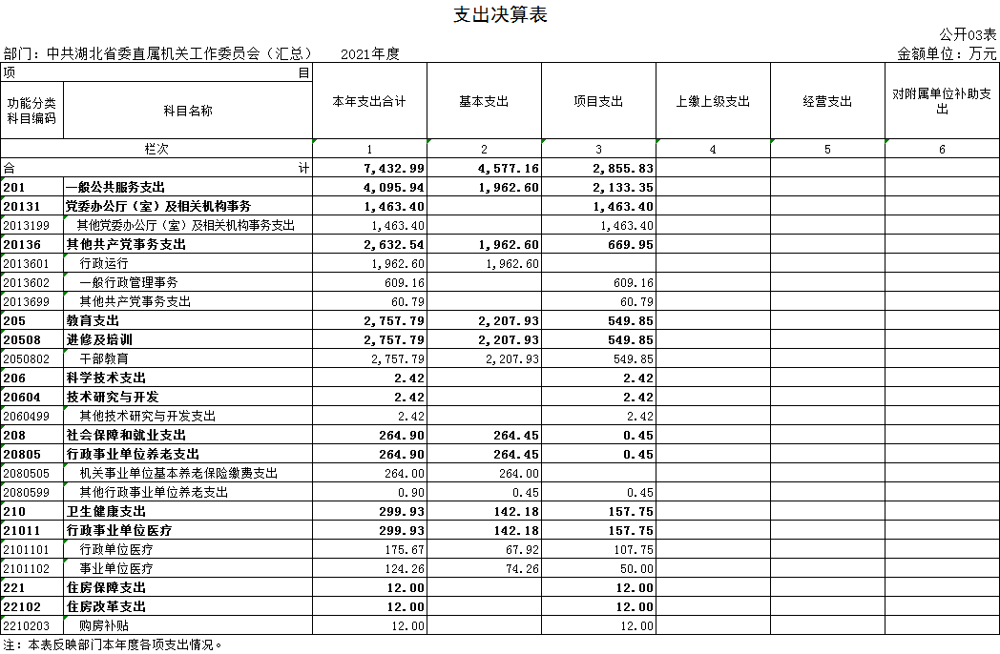 支出决算表
公开03表
部门：中共湖北省委直属机关工作委员会（汇总） 2021年度 金额单位：万元
项 目 本年支出合计 基本支出 项目支出 上缴上级支出 经营支出 对附属单位补助支出
功能分类科目编码 科目名称
栏次 1 2 3 4 5 6
合 计 7,432.99 4,577.16 2,855.83
201 一般公共服务支出 4,095.94 1,962.60 2,133.35
20131 党委办公厅（室）及相关机构事务 1,463.40 1,463.40
2013199 其他党委办公厅（室）及相关机构事务支出 1,463.40 1,463.40
20136 其他共产党事务支出 2,632.54 1,962.60 669.95
2013601 行政运行 1,962.60 1,962.60
2013602 一般行政管理事务 609.16 609.16
2013699 其他共产党事务支出 60.79 60.79
205 教育支出 2,757.79 2,207.93 549.85
20508 进修及培训 2,757.79 2,207.93 549.85
2050802 干部教育 2,757.79 2,207.93 549.85
206 科学技术支出 2.42 2.42
20604 技术研究与开发 2.42 2.42
2060499 其他技术研究与开发支出 2.42 2.42
208 社会保障和就业支出 264.90 264.45 0.45
20805 行政事业单位养老支出 264.90 264.45 0.45
2080505 机关事业单位基本养老保险缴费支出 264.00 264.00
2080599 其他行政事业单位养老支出 0.90 0.45 0.45
210 卫生健康支出 299.93 142.18 157.75
21011 行政事业单位医疗 299.93 142.18 157.75
2101101 行政单位医疗 175.67 67.92 107.75
2101102 事业单位医疗 124.26 74.26 50.00
221 住房保障支出 12.00 12.00
22102 住房改革支出 12.00 12.00
2210203 购房补贴 12.00 12.00
注：本表反映部门本年度各项支出情况。